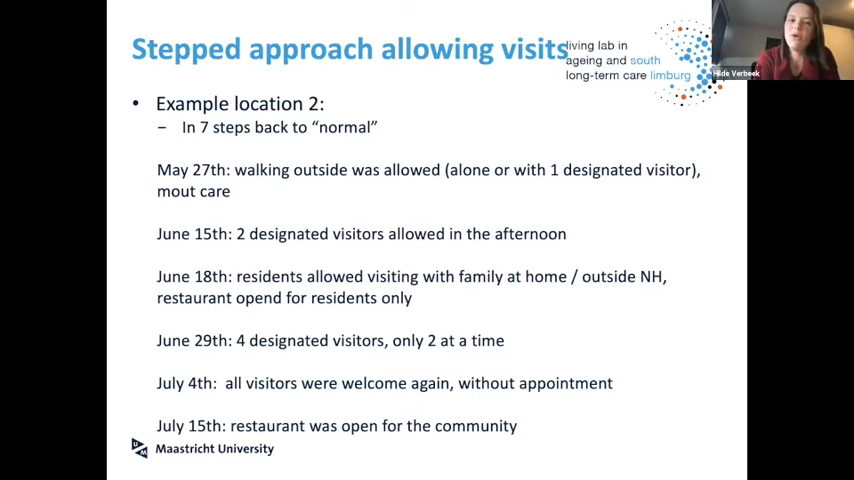 Stepped approach allowing visits
living lab in
ageing and south
long-term care limburg
Hilde Verbeek
• Example location 2:
– In 7 steps back to “normal”
May 27th: walking outside was allowed (alone or with 1 designated visitor),
mout care
June 15th: 2 designated visitors allowed in the afternoon
June 18th: residents allowed visiting with family at home / outside NH,
restaurant opend for residents only
June 29th: 4 designated visitors, only 2 at a time
July 4th: all visitors were welcome again, without appointment
July 15th: restaurant was open for the community
UM
Maastricht University